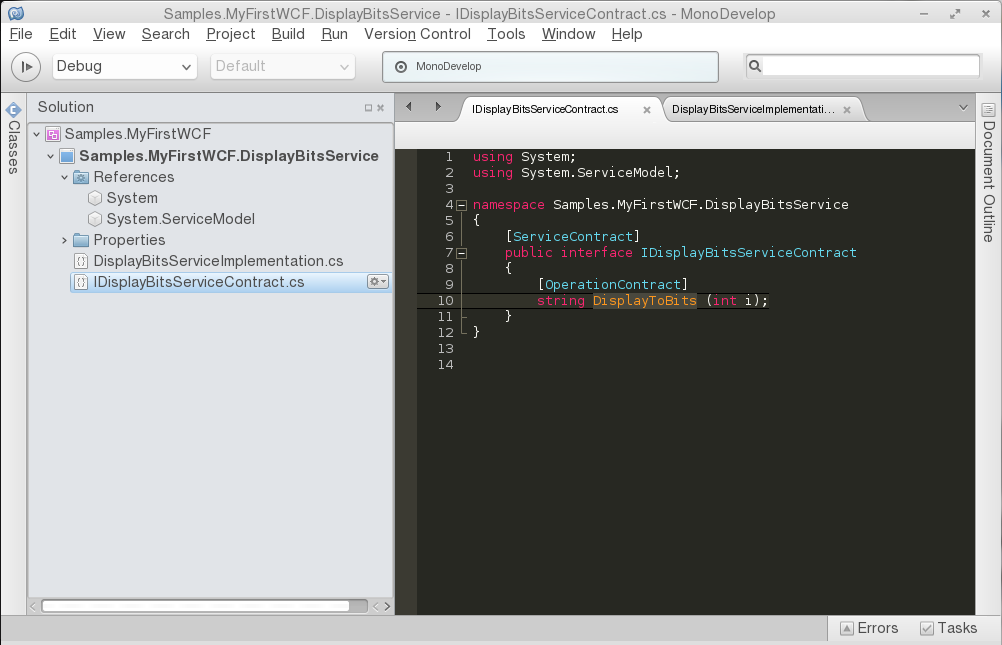 Samples.MyFirstWCF.DisplayBitsService - IDisplayBitsServiceContract.cs - MonoDevelop
File Edit View Search Project Build Run Version Control Tools Window Help
Debug Default MonoDevelop
Classes
Solution
Samples.MyFirstWCF
Samples.MyFirstWCF.DisplayBitsService
References
System
System.ServiceModel
Properties
DisplayBitsServiceImplementation.cs
IDisplayBitsServiceContract.cs
IDisplayBitsServiceContract.cs DisplayBitsServiceImplementati...
1 using System;
2 using System.ServiceModel;
3
4 namespace Samples.MyFirstWCF.DisplayBitsService
5 {
6 [ServiceContract]
7 public interface IDisplayBitsServiceContract
8 {
9 [OperationContract]
10 string DisplayToBits (int i);
11 }
12 }
13
14
Document Outline
Errors Tasks